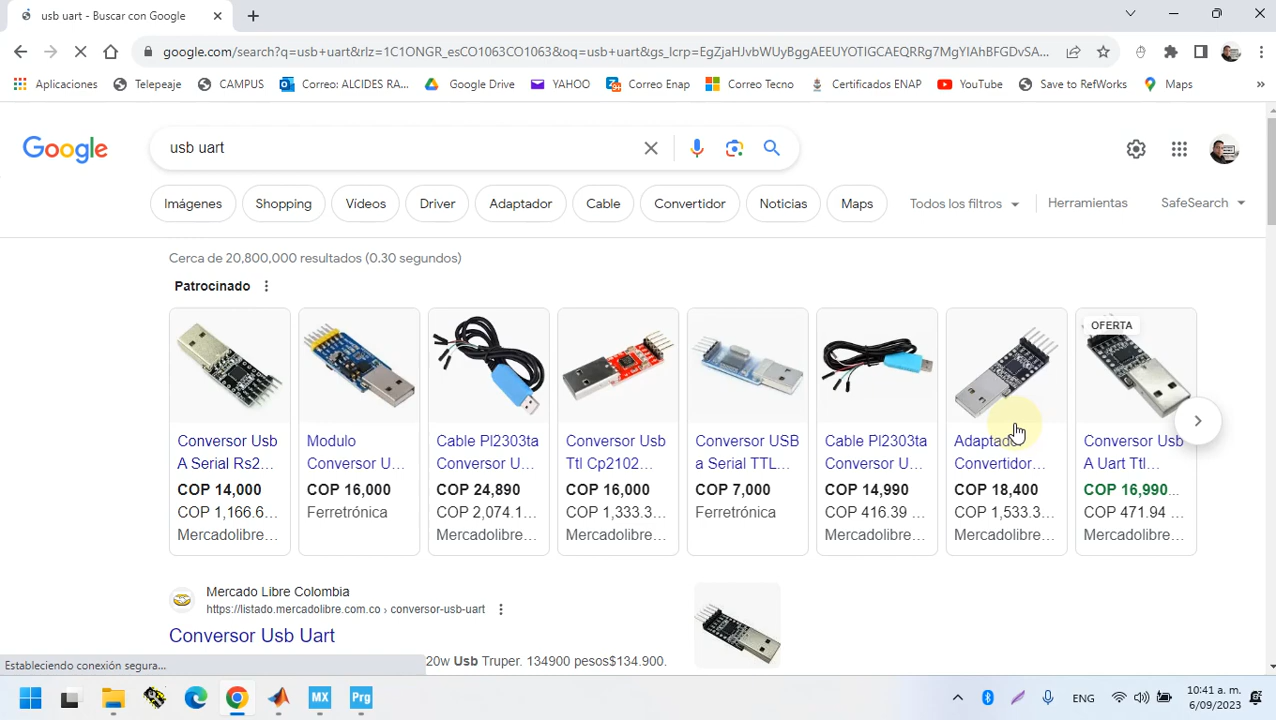 usb uart - Buscar con Google
google.com/search?q=usb+uart&rlz=1C1ONGR_esCO1063CO1063&oq=usb+uart&gs_lcrp=EgZjaHJvbWUyBggAEEUYOTIGCAEQRRg7MgYIAhBFGDvSA...
Aplicaciones Telepeaje CAMPUS Correo: ALCIDES RA... Google Drive YAHOO Correo Enap Correo Tecno Certificados ENAP YouTube Save to RefWorks Maps »
Google usb uart
Imágenes Shopping Videos Driver Adaptador Cable Convertidor Noticias Maps Todos los filtros Herramientas SafeSearch
Cerca de 20,800,000 resultados (0.30 segundos)
Patrocinado
OFERTA
Conversor Usb Modulo Cable Pl2303ta Conversor Usb Conversor USB Cable Pl2303ta Conversor Usb
A Serial Rs2... Conversor U... Conversor U... Ttl Cp2102... a Serial TTL... Conversor U... Convertidor... A Uart Ttl...
COP 14,000 COP 16,000 COP 24,890 COP 16,000 COP 7,000 COP 14,990 COP 18,400 COP 16,990...
COP 1,166.6... Ferretrónica COP 2,074.1... COP 1,333.3... Ferretrónica COP 416.39 ... COP 1,533.3... COP 471.94 ...
Mercadolibre... Mercadolibre... Mercadolibre... Mercadolibre... Mercadolibre... Mercadolibre...
Mercado Libre Colombia
https://listado.mercadolibre.com.co › conversor-usb-uart
Conversor Usb Uart
Estableciendo conexión segura...
20w Usb Truper. 134900 pesos$134.900.
MX Prg ENG 10:41 a. m.
6/09/2023